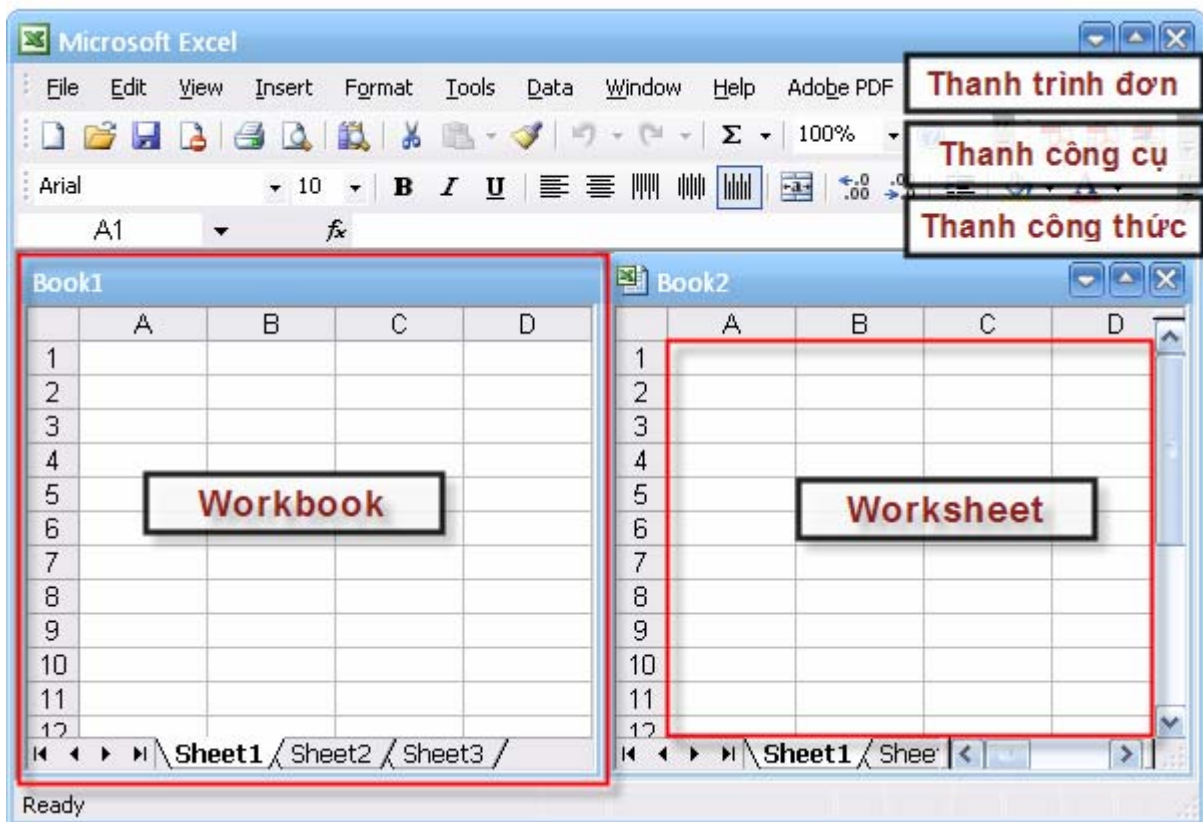 Microsoft Excel
File Edit View Insert Format Tools Data Window Help Adobe PDF Thanh trình đơn
Σ 100%
Thanh công cụ
Arial 10 B I U
A1 fx Thanh công thức
Book1
A B C D
1
2
3
4
5
6
7
8
9
10
11
12
Workbook
Sheet1 Sheet2 Sheet3
Book2
A B C D
1
2
3
4
5
6
7
8
9
10
11
12
Worksheet
Sheet1 Shee
Ready